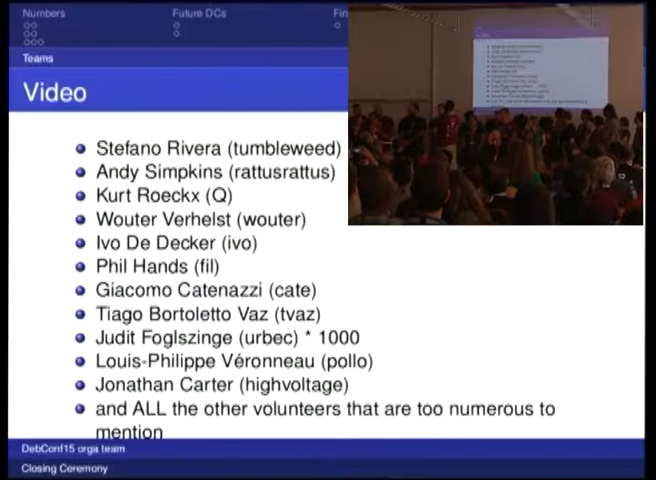 Numbers
Future DCs
Fin
Teams
Video
Stefano Rivera (tumbleweed)
Andy Simpkins (rattusrattus)
Kurt Roeckx (Q)
Wouter Verhelst (wouter)
Ivo De Decker (ivo)
Phil Hands (fil)
Giacomo Catenazzi (cate)
Tiago Bortoletto Vaz (tvaz)
Judit Foglszinge (urbec) * 1000
Louis-Philippe Véronneau (pollo)
Jonathan Carter (highvoltage)
and ALL the other volunteers that are too numerous to
mention
DebConf15 orga team
Closing Ceremony